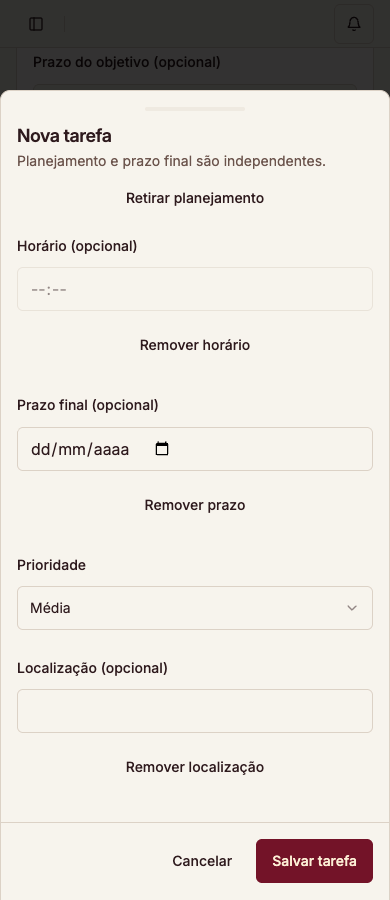 Prazo do objetivo (opcional)
Nova tarefa
Planejamento e prazo final são independentes.
Retirar planejamento
Horário (opcional)
--:--
Remover horário
Prazo final (opcional)
dd/mm/aaaa
Remover prazo
Prioridade
Média
Localização (opcional)
Remover localização
Cancelar
Salvar tarefa